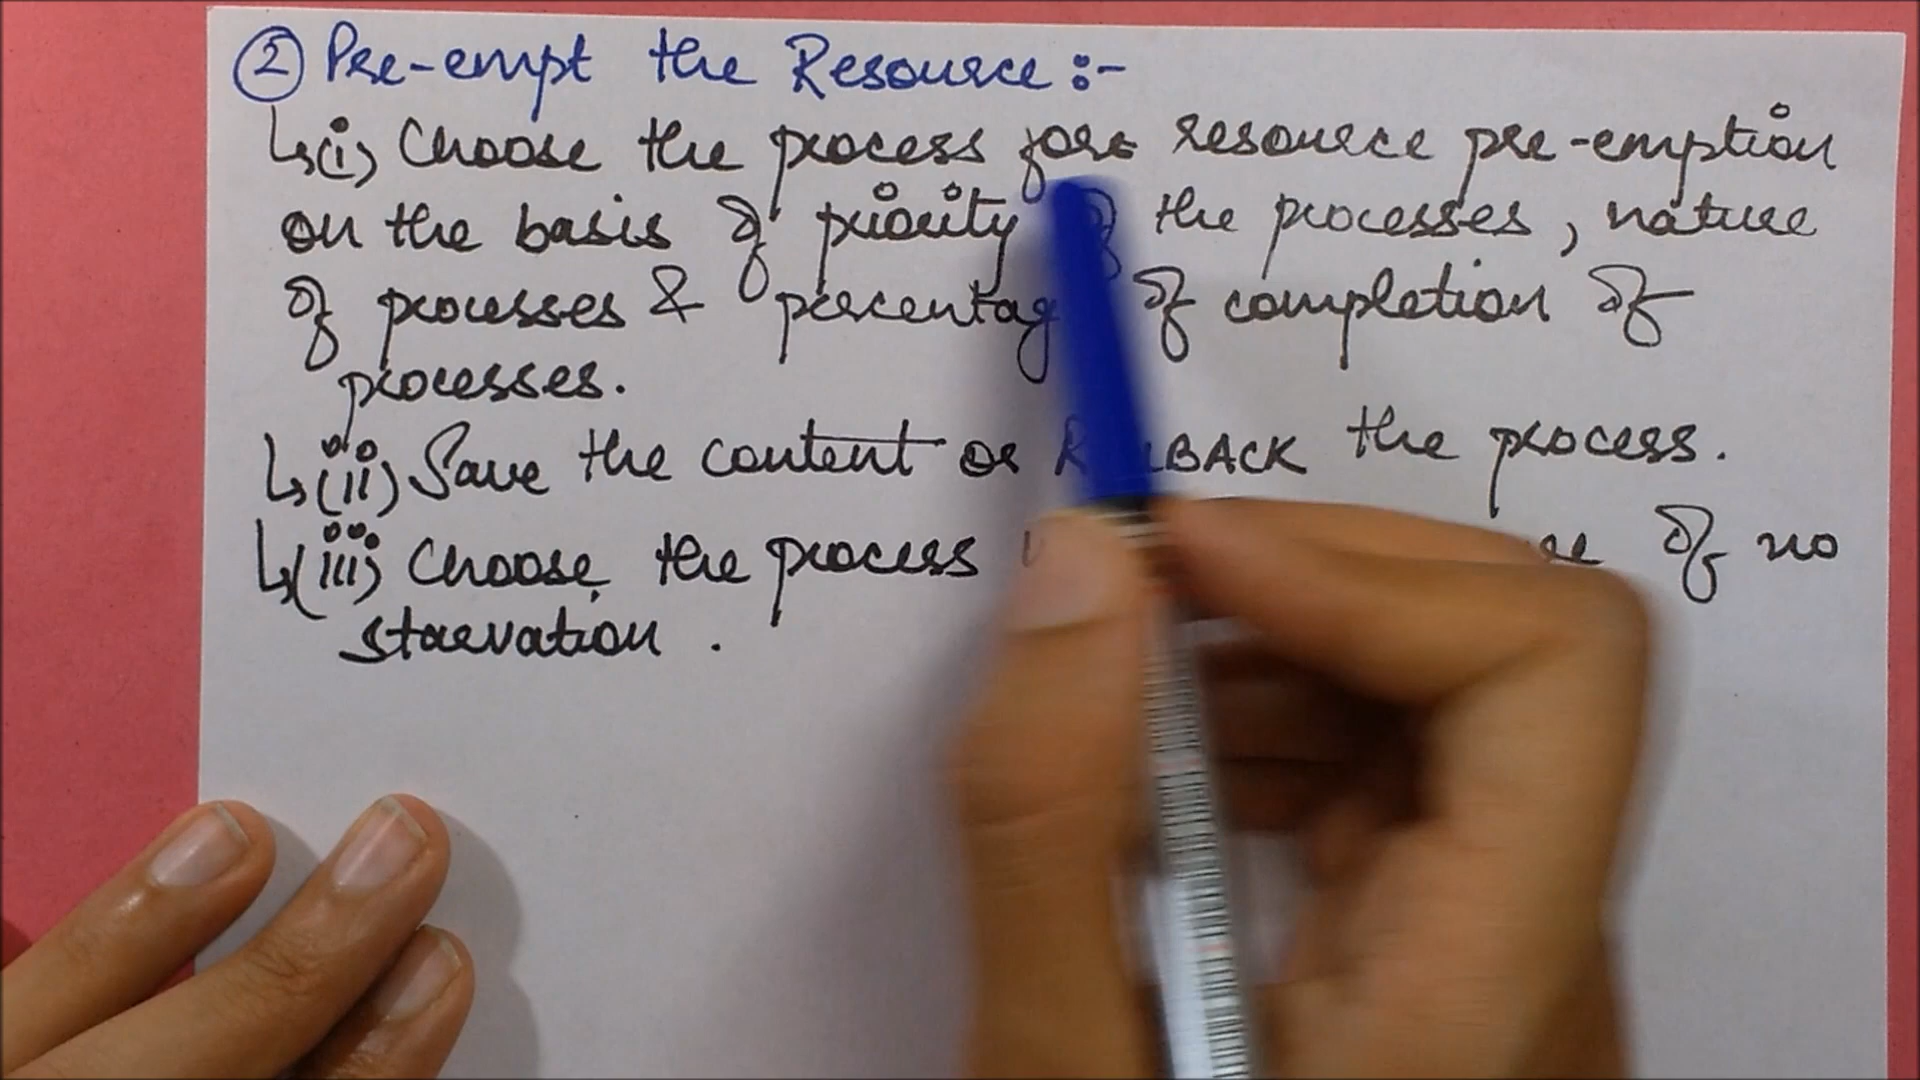 ② Pre-empt the Resource :-
↳(i) Choose the process for resource pre-emption
on the basis of priority of the processes, nature
of processes & percentage of completion of
processes.
↳(ii) Save the content or the process.
↳(iii) Choose the process of no
starvation.